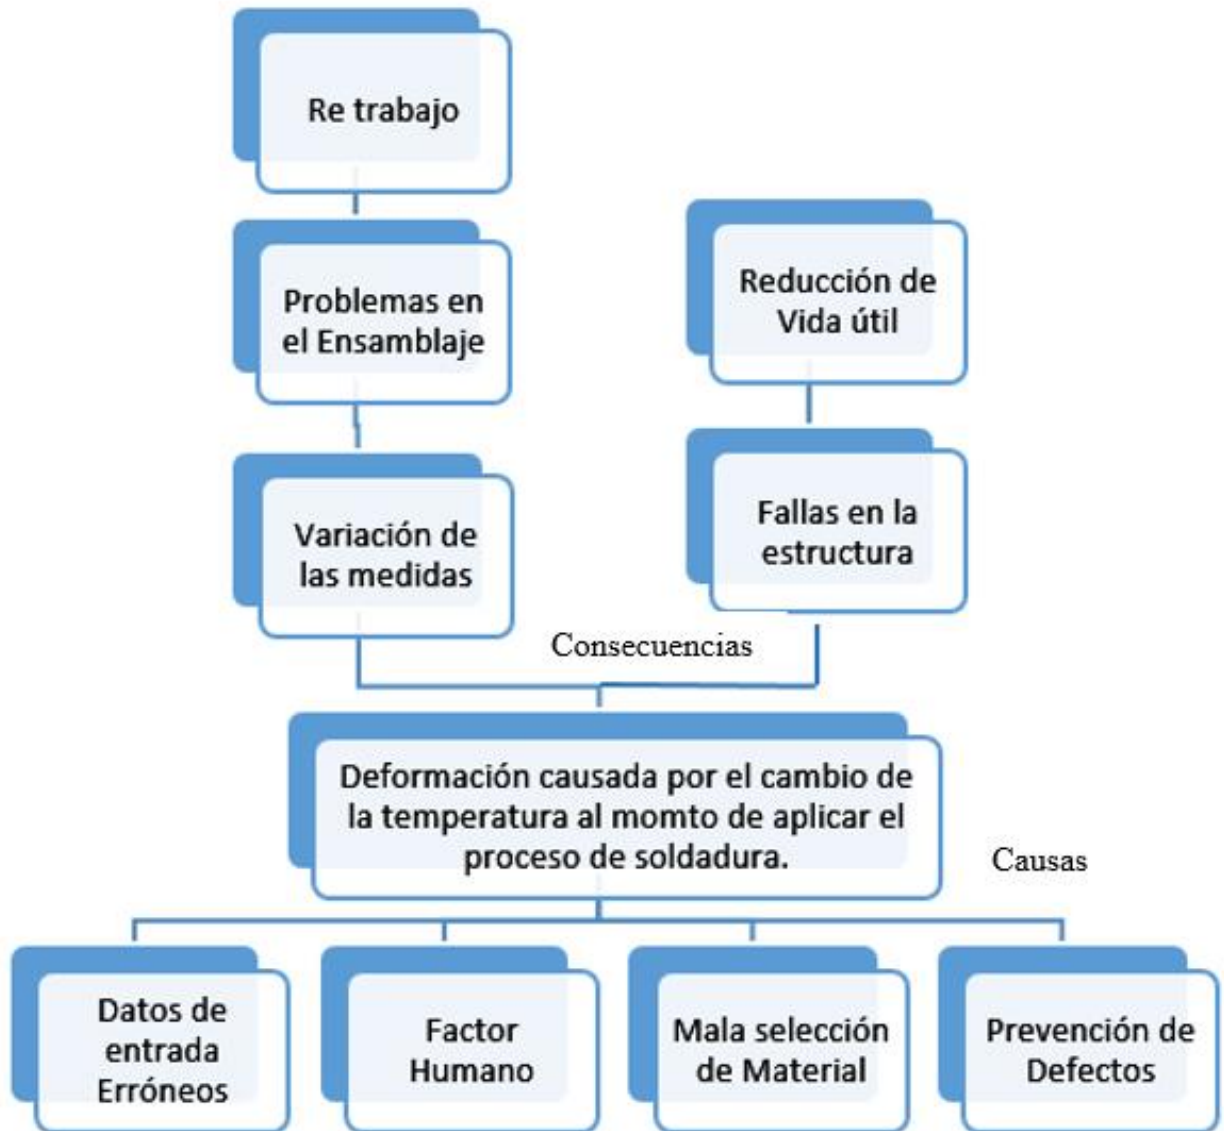 Re trabajo
Problemas en
el Ensamblaje
Reducción de
Vida útil
Variación de
las medidas
Fallas en la
estructura
Consecuencias
Deformación causada por el cambio de
la temperatura al momto de aplicar el
proceso de soldadura.
Causas
Datos de
entrada
Erróneos
Factor
Humano
Mala selección
de Material
Prevención de
Defectos